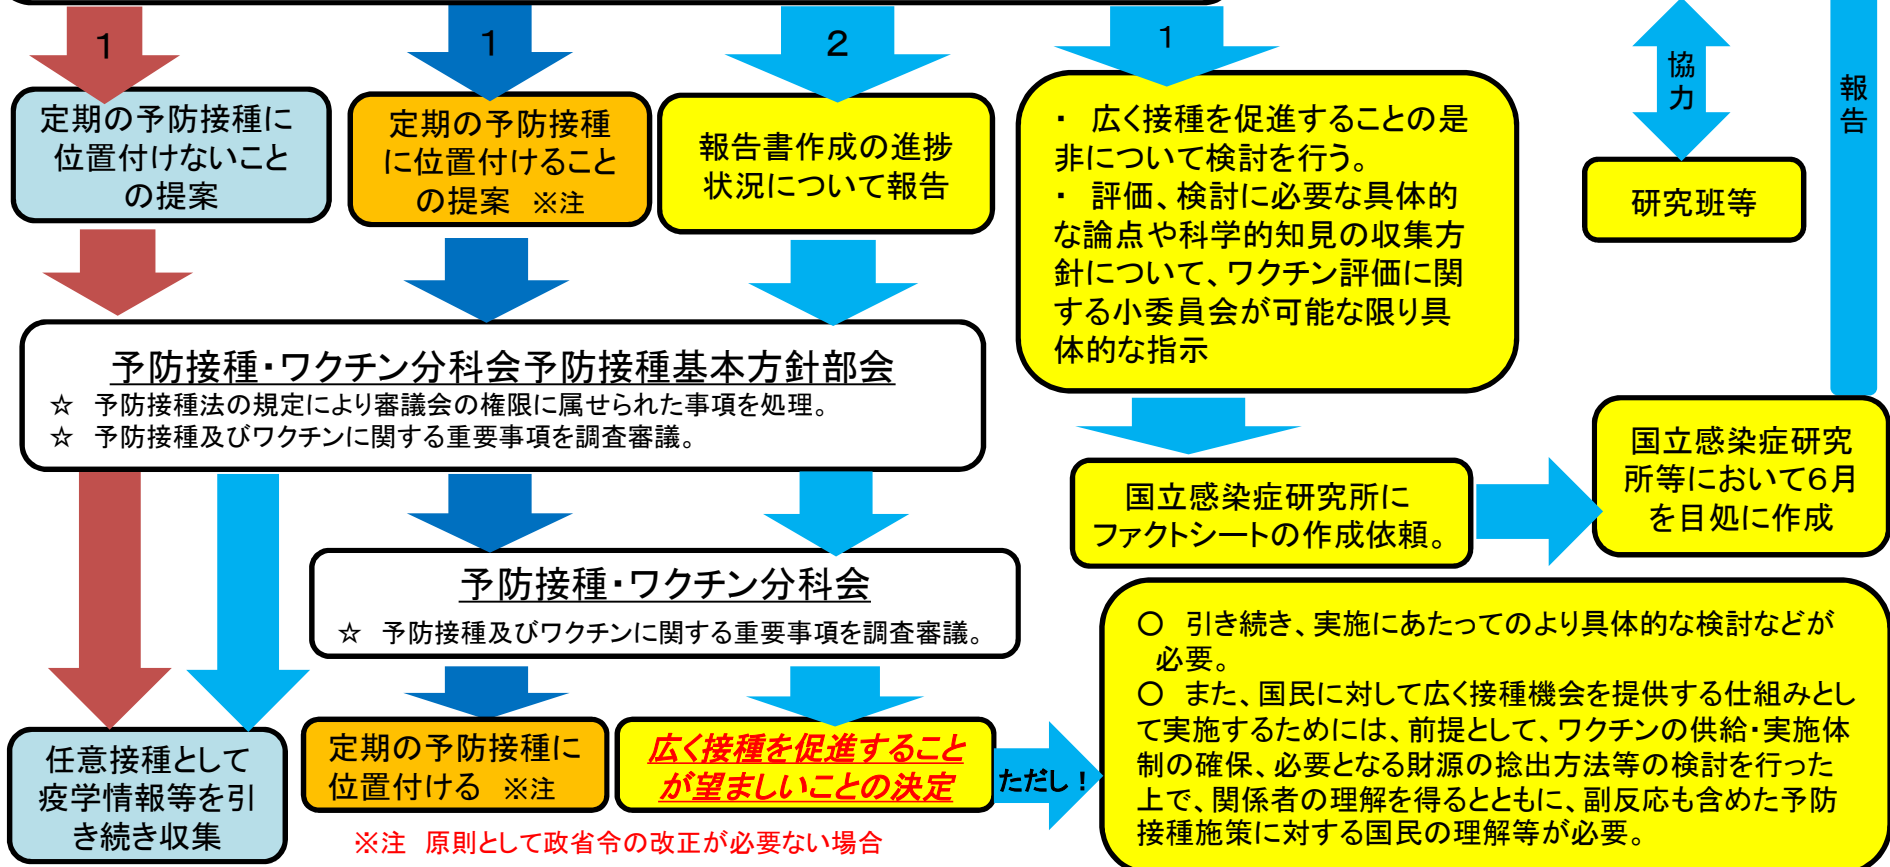 1
1
2
1
協
力
報
告
定期の予防接種に
位置付けないこと
の提案
定期の予防接種
に位置付けること
の提案 ※注
報告書作成の進捗
状況について報告
・ 広く接種を促進することの是
非について検討を行う。
・ 評価、検討に必要な具体的
な論点や科学的知見の収集方
針について、ワクチン評価に関
する小委員会が可能な限り具
体的な指示
研究班等
予防接種・ワクチン分科会予防接種基本方針部会
☆ 予防接種法の規定により審議会の権限に属せられた事項を処理。
☆ 予防接種及びワクチンに関する重要事項を調査審議。
国立感染症研究所に
ファクトシートの作成依頼。
国立感染症研究
所等において6月
を目処に作成
予防接種・ワクチン分科会
☆ 予防接種及びワクチンに関する重要事項を調査審議。
任意接種として
疫学情報等を引
き続き収集
定期の予防接種に
位置付ける ※注
広く接種を促進すること
が望ましいことの決定
ただし！
○ 引き続き、実施にあたってのより具体的な検討などが
必要。
○ また、国民に対して広く接種機会を提供する仕組みとし
て実施するためには、前提として、ワクチンの供給・実施体
制の確保、必要となる財源の捻出方法等の検討を行った
上で、関係者の理解を得るとともに、副反応も含めた予防
接種施策に対する国民の理解等が必要。
※注 原則として政省令の改正が必要ない場合